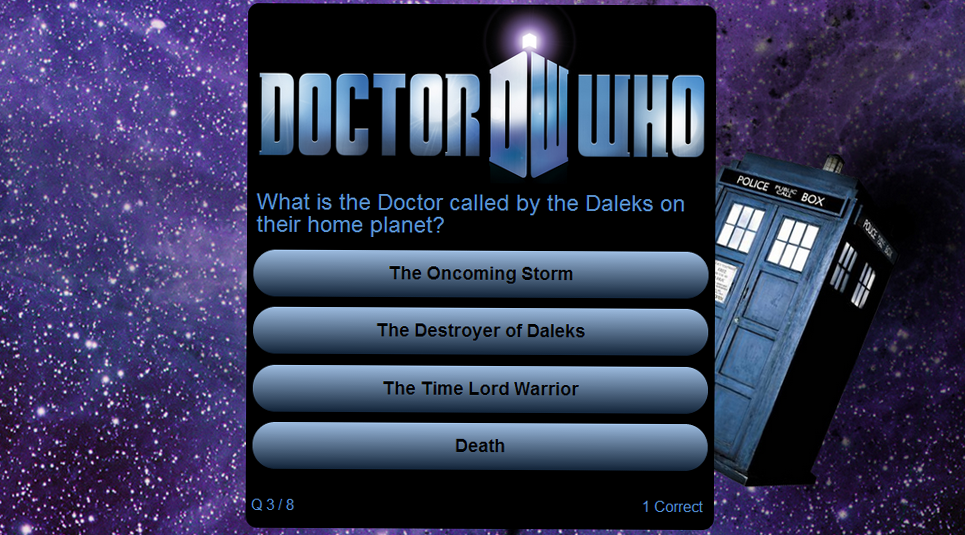 DOCTOR DW WHO
What is the Doctor called by the Daleks on
their home planet?
The Oncoming Storm
The Destroyer of Daleks
The Time Lord Warrior
Death
Q 3 / 8
1 Correct
POLICE PUBLIC CALL BOX